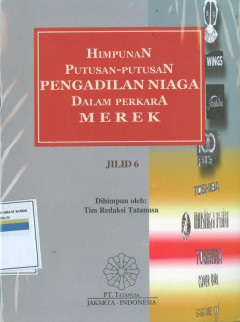 HIMPUNAN
PUTUSAN-PUTUSAN
PENGADILAN NIAGA
DALAM PERKARA
MEREK
JILID 6
Dihimpun oleh:
Tim Redaksi Tatanusa
PT. TATANUSA
JAKARTA - INDONESIA
WINGS
TOSHIBA